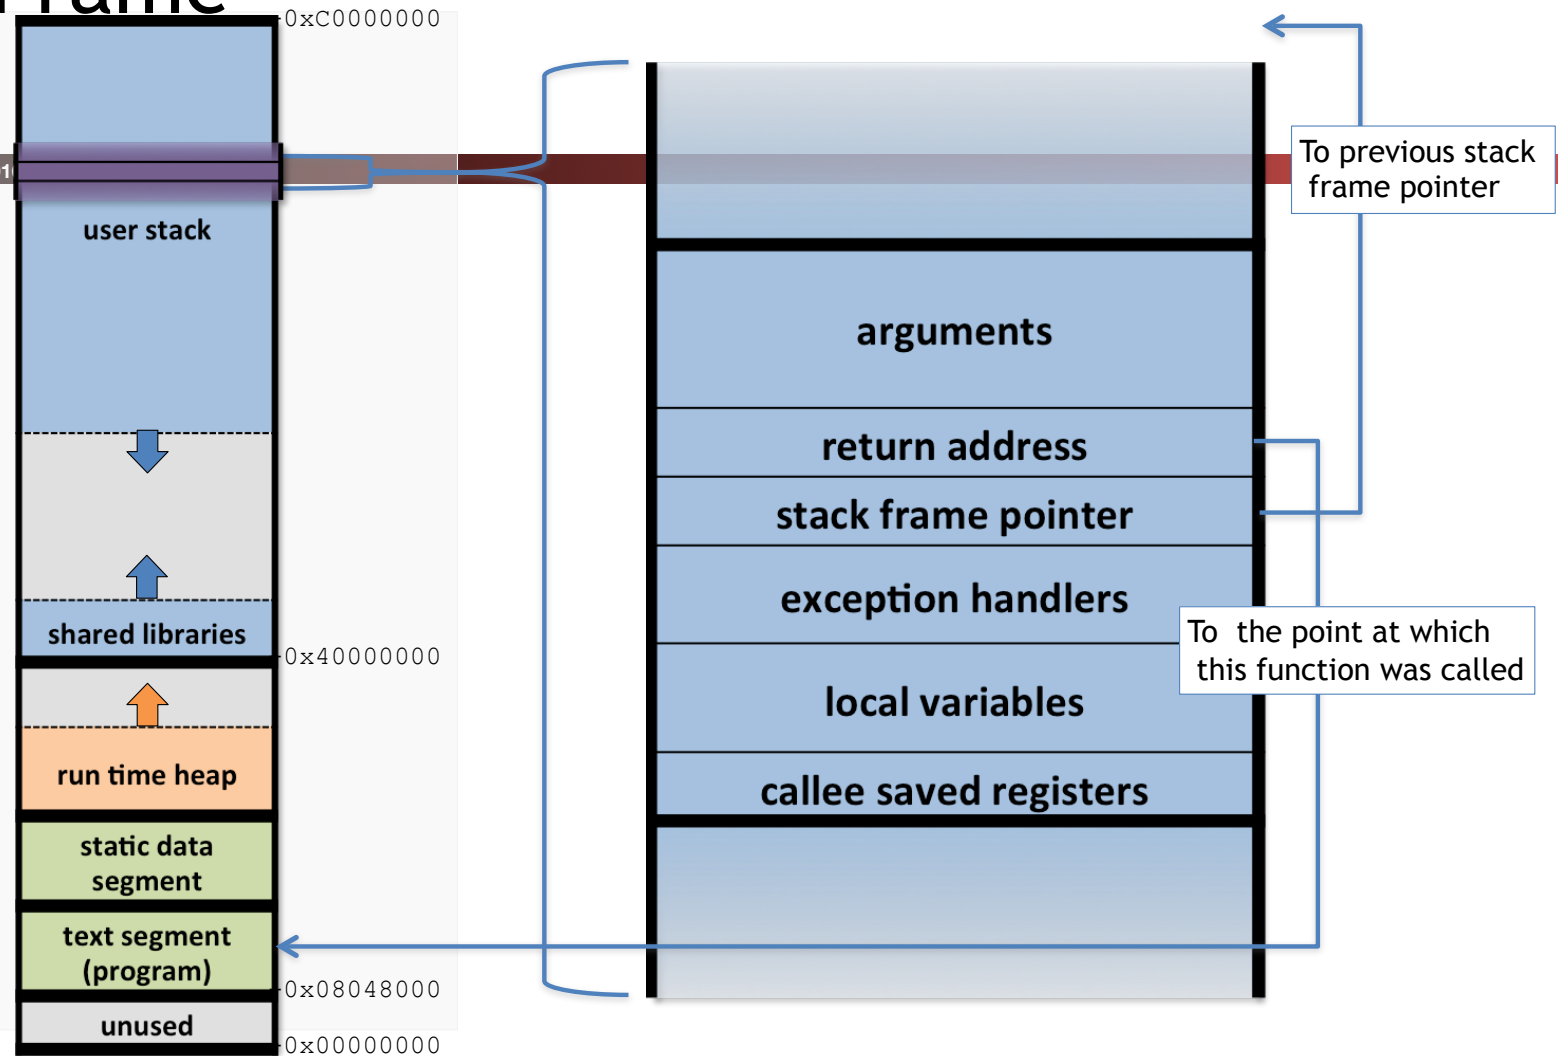 Frame
0xC0000000
user stack
shared libraries
0x40000000
run time heap
static data
segment
text segment
(program)
0x08048000
unused
0x00000000
arguments
return address
stack frame pointer
exception handlers
local variables
callee saved registers
To previous stack
frame pointer
To the point at which
this function was called